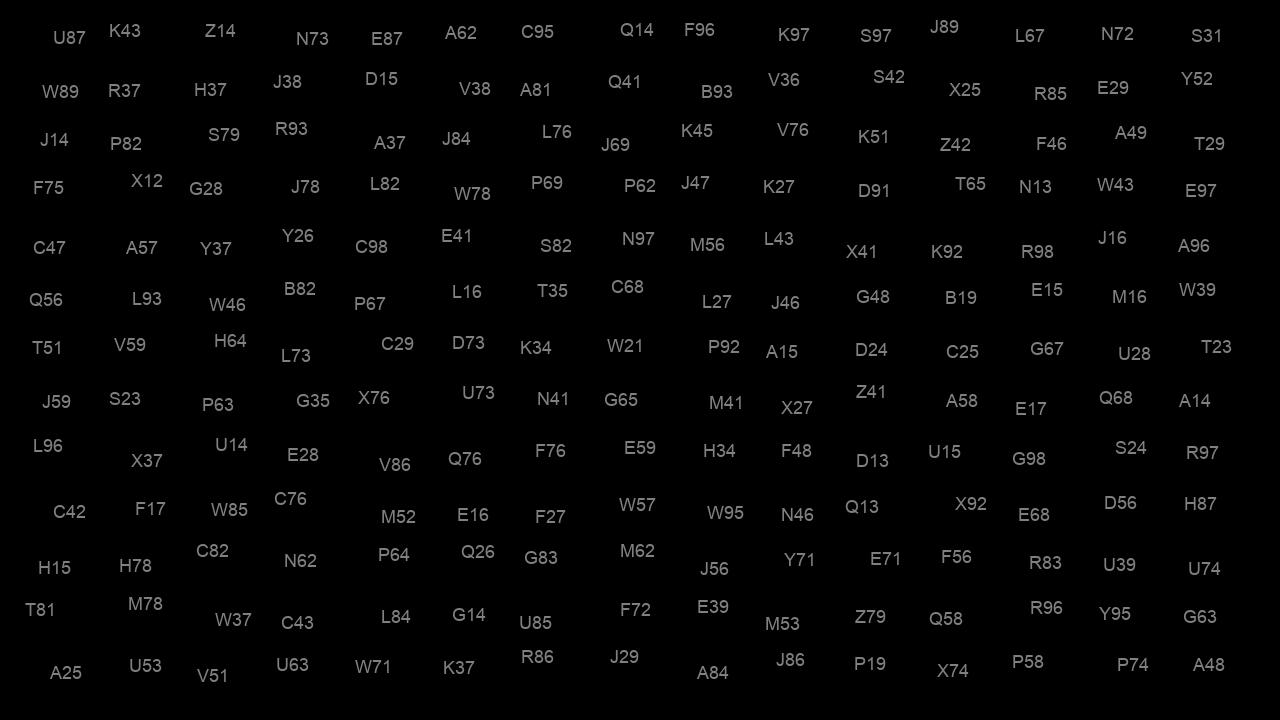 U87 K43 Z14 N73 E87 A62 C95 Q14 F96 K97 S97 J89 L67 N72 S31
W89 R37 H37 J38 D15 V38 A81 Q41 B93 V36 S42 X25 R85 E29 Y52
J14 P82 S79 R93 A37 J84 L76 J69 K45 V76 K51 Z42 F46 A49 T29
F75 X12 G28 J78 L82 W78 P69 P62 J47 K27 D91 T65 N13 W43 E97
C47 A57 Y37 Y26 C98 E41 S82 N97 M56 L43 X41 K92 R98 J16 A96
Q56 L93 W46 B82 P67 L16 T35 C68 L27 J46 G48 B19 E15 M16 W39
T51 V59 H64 L73 C29 D73 K34 W21 P92 A15 D24 C25 G67 U28 T23
J59 S23 P63 G35 X76 U73 N41 G65 M41 X27 Z41 A58 E17 Q68 A14
L96 X37 U14 E28 V86 Q76 F76 E59 H34 F48 D13 U15 G98 S24 R97
C42 F17 W85 C76 M52 E16 F27 W57 W95 N46 Q13 X92 E68 D56 H87
H15 H78 C82 N62 P64 Q26 G83 M62 J56 Y71 E71 F56 R83 U39 U74
T81 M78 W37 C43 L84 G14 U85 F72 E39 M53 Z79 Q58 R96 Y95 G63
A25 U53 V51 U63 W71 K37 R86 J29 A84 J86 P19 X74 P58 P74 A48